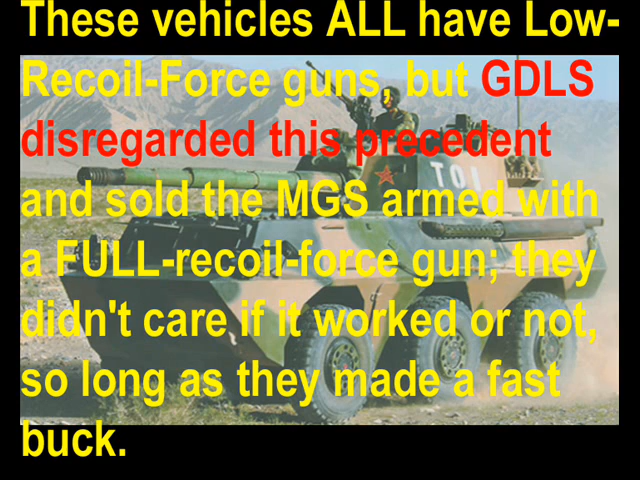 These vehicles ALL have Low-
Recoil-Force guns, but GDLS
disregarded this precedent
and sold the MGS armed with
a FULL-recoil-force gun; they
didn't care if it worked or not,
so long as they made a fast
buck.
T01